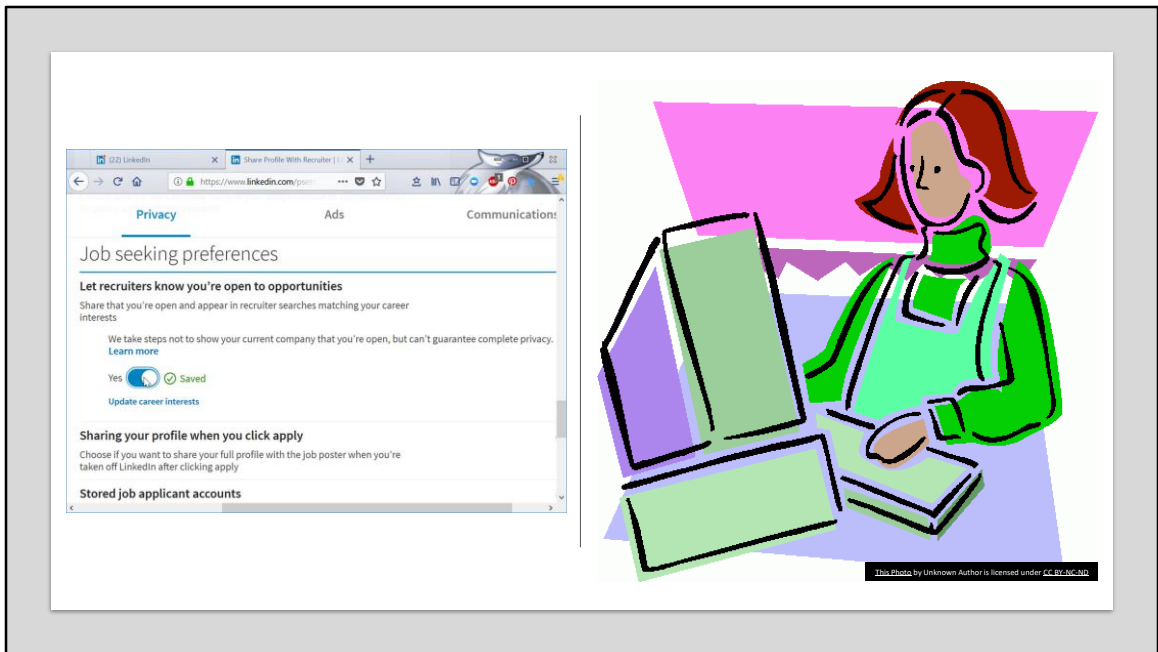 (22) LinkedIn
Share Profile With Recruiter | Li
https://www.linkedin.com/psett
Privacy Ads Communications
Job seeking preferences
Let recruiters know you're open to opportunities
Share that you're open and appear in recruiter searches matching your career
interests
We take steps not to show your current company that you're open, but can't guarantee complete privacy.
Learn more
Yes Saved
Update career interests
Sharing your profile when you click apply
Choose if you want to share your full profile with the job poster when you're
taken off LinkedIn after clicking apply
Stored job applicant accounts
This Photo by Unknown Author is licensed under CC BY-NC-ND